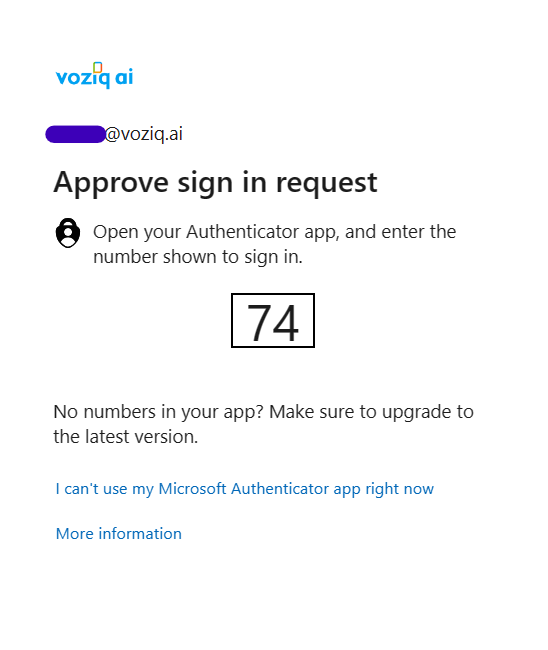 voziq ai
@voziq.ai
Approve sign in request
Open your Authenticator app, and enter the
number shown to sign in.
74
No numbers in your app? Make sure to upgrade to
the latest version.
I can't use my Microsoft Authenticator app right now
More information